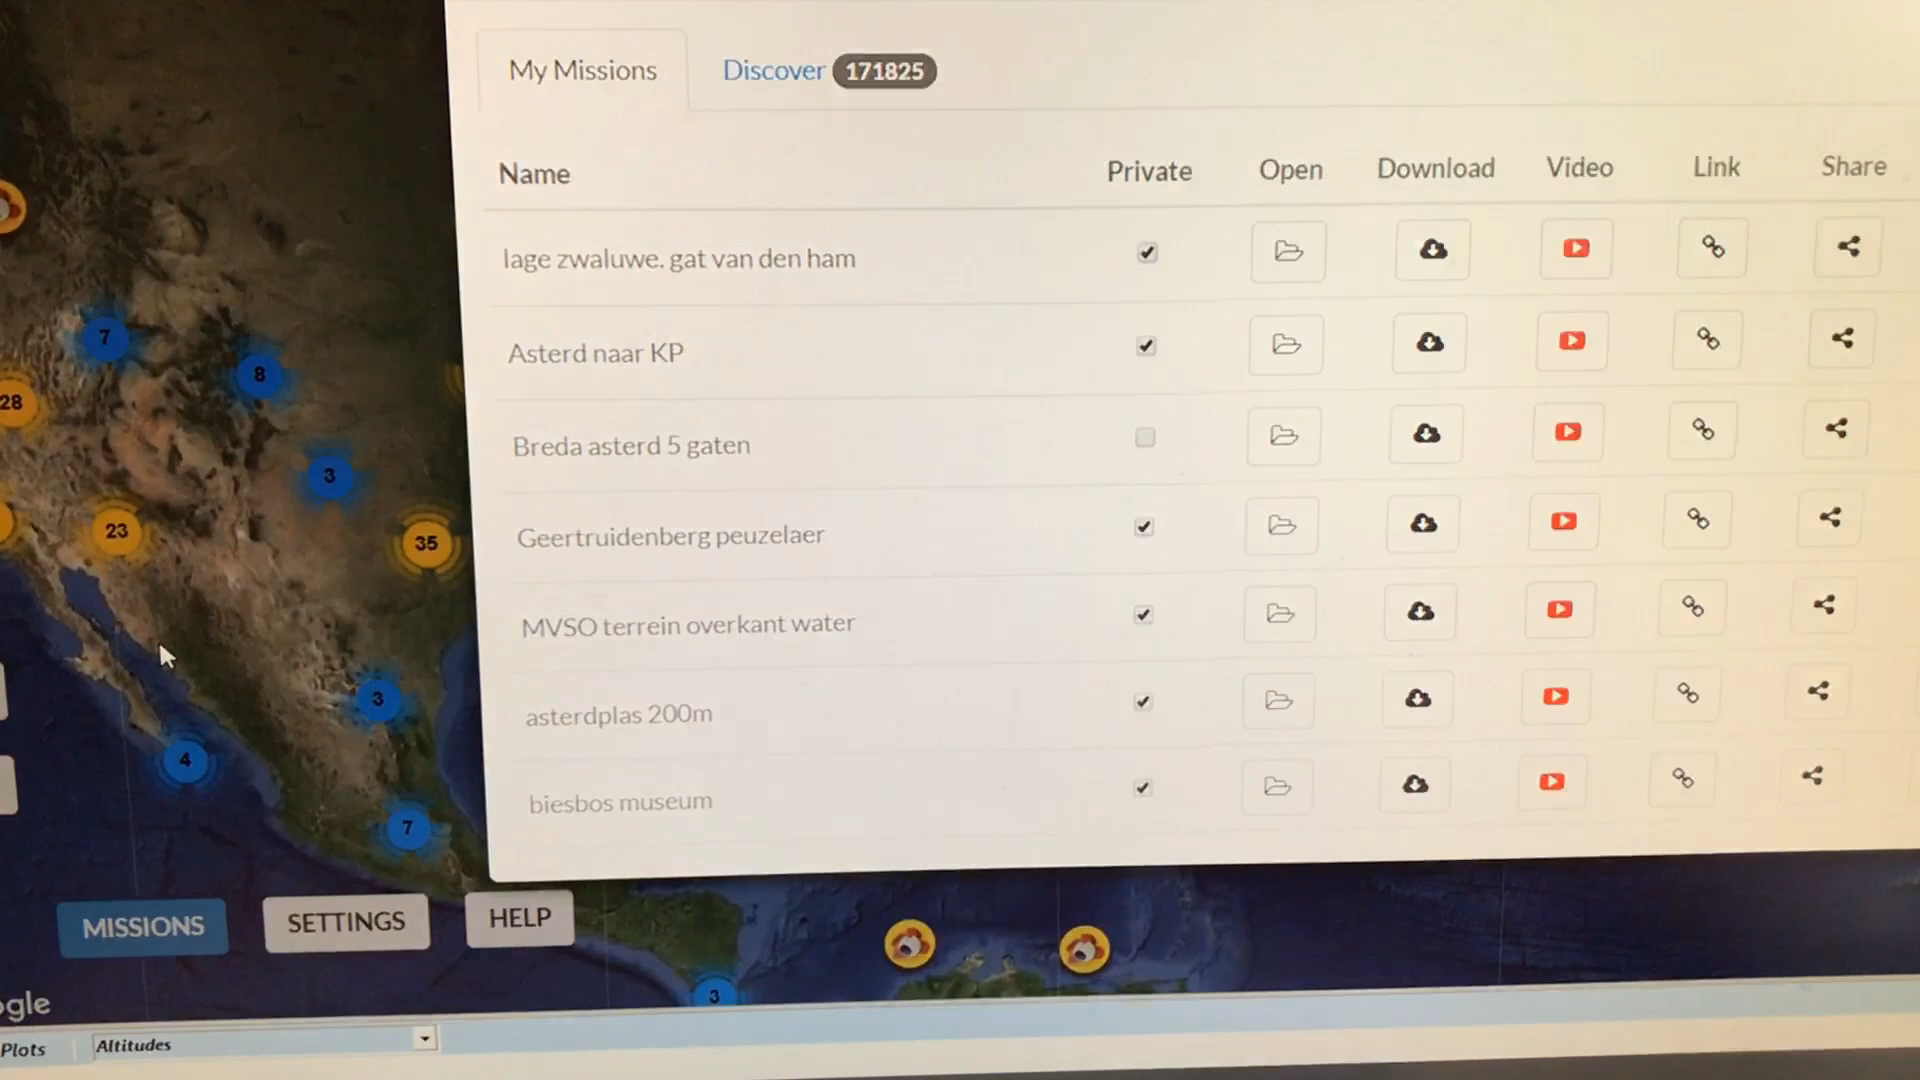 My Missions
Discover 171825
Name Private Open Download Video Link Share
lage zwaluwe. gat van den ham
Asterd naar KP
Breda asterd 5 gaten
Geertruidenberg peuzelaer
MVSO terrein overkant water
asterdplas 200m
biesbos museum
7
8
28
3
23
35
3
4
7
3
MISSIONS SETTINGS HELP
ogle
Plots
Altitudes